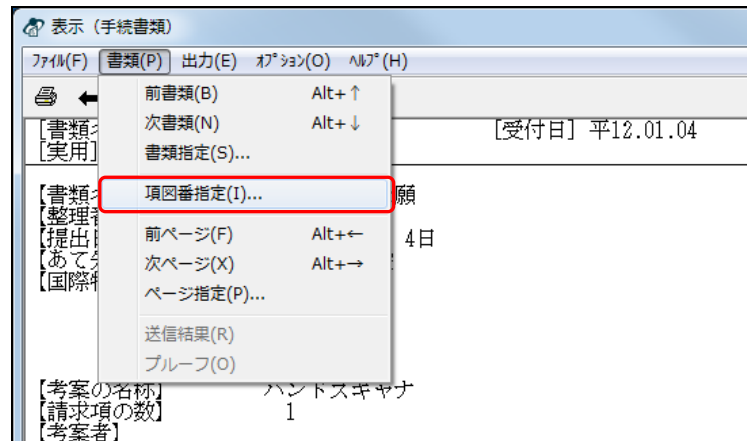 表示（手続書類）
ﾌｧｲﾙ(F) 書類(P) 出力(E) ｵﾌﾟｼｮﾝ(O) ﾍﾙﾌﾟ(H)
前書類(B) Alt+↑
次書類(N) Alt+↓
書類指定(S)...
項図番指定(I)...
前ページ(F) Alt+←
次ページ(X) Alt+→
ページ指定(P)...
送信結果(R)
プルーフ(O)
【書類
[受付日] 平12.01.04
[実用]
【書類 願
【整理
【提出 4日
【あて
【国際
【考案の名称】 ハンドスキャナ
【請求項の数】 1
【考案者】